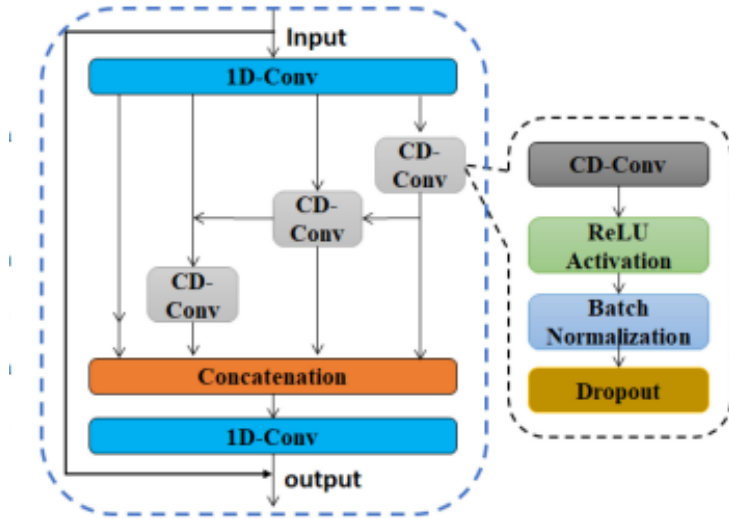 Input
1D-Conv
CD-
Conv
CD-
Conv
CD-
Conv
Concatenation
1D-Conv
output
CD-Conv
ReLU
Activation
Batch
Normalization
Dropout